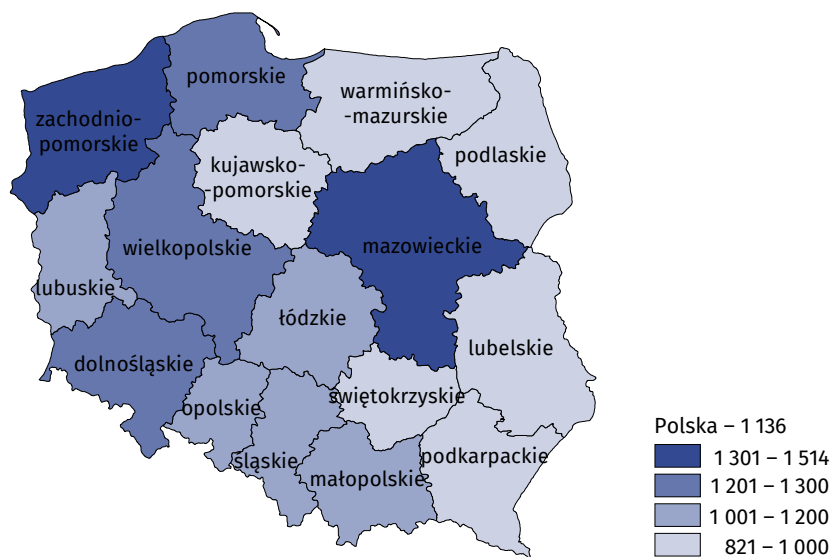 pomorskie
warmińsko-
-mazurskie
zachodnio-
pomorskie
podlaskie
kujawsko-
-pomorskie
wielkopolskie
mazowieckie
lubuskie
łódzkie
lubelskie
dolnośląskie
świętokrzyskie
opolskie
śląskie
podkarpackie
małopolskie
Polska – 1 136
1 301 – 1 514
1 201 – 1 300
1 001 – 1 200
821 – 1 000